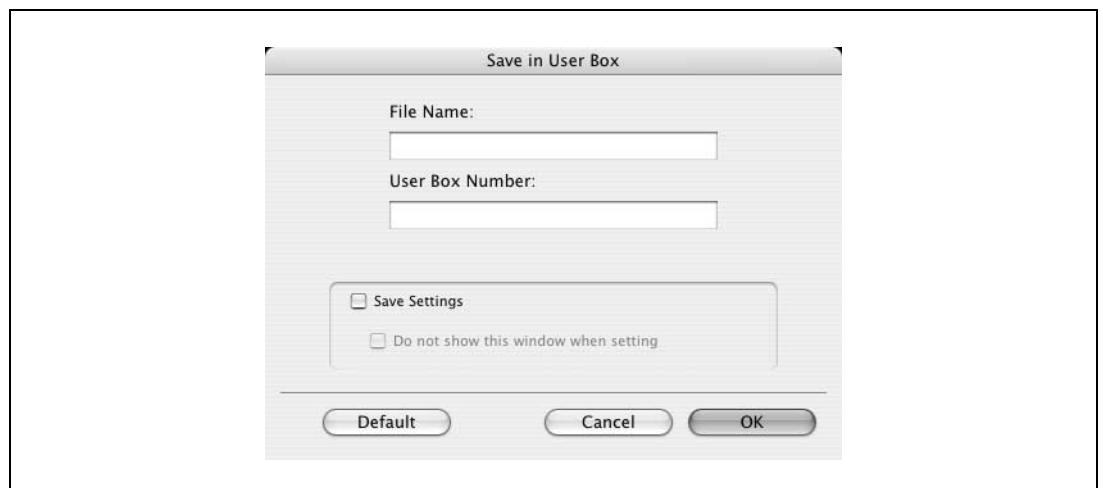 Save in User Box
File Name:
User Box Number:
Save Settings
Do not show this window when setting
Default Cancel OK